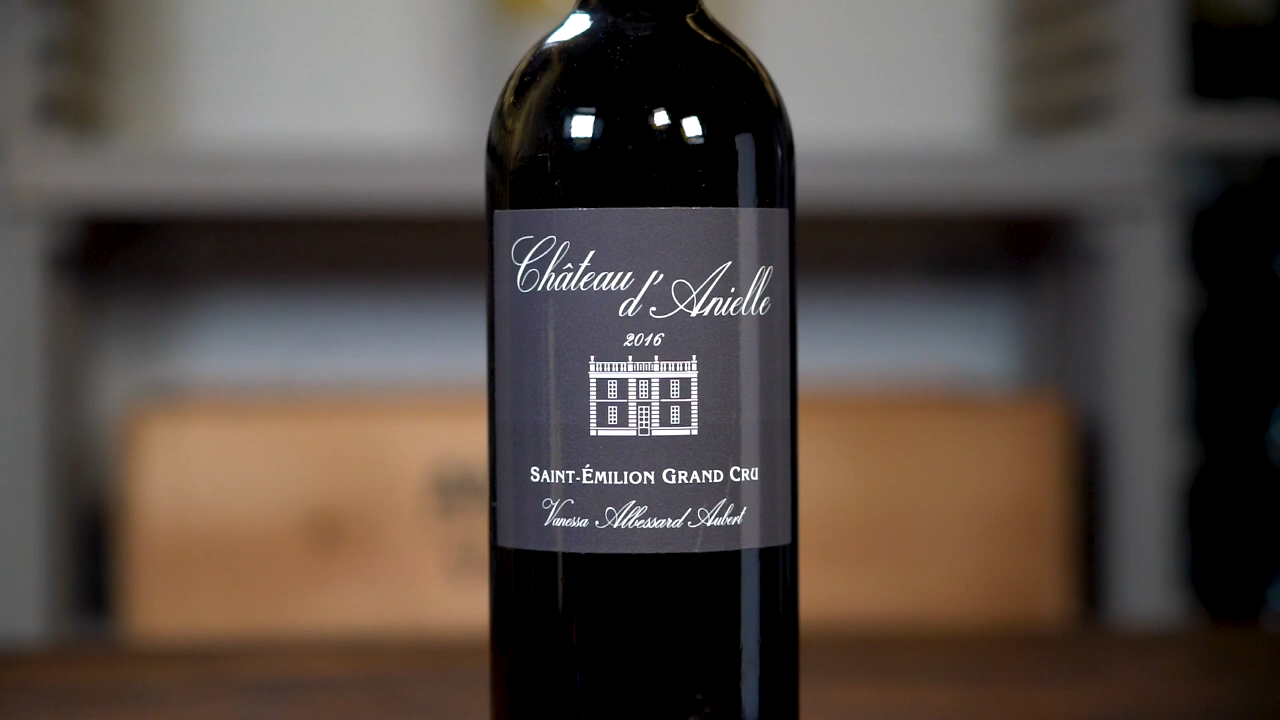 Château
d'Anielle
2016
SAINT-ÉMILION GRAND CRU
Vanessa Albessard Aubert